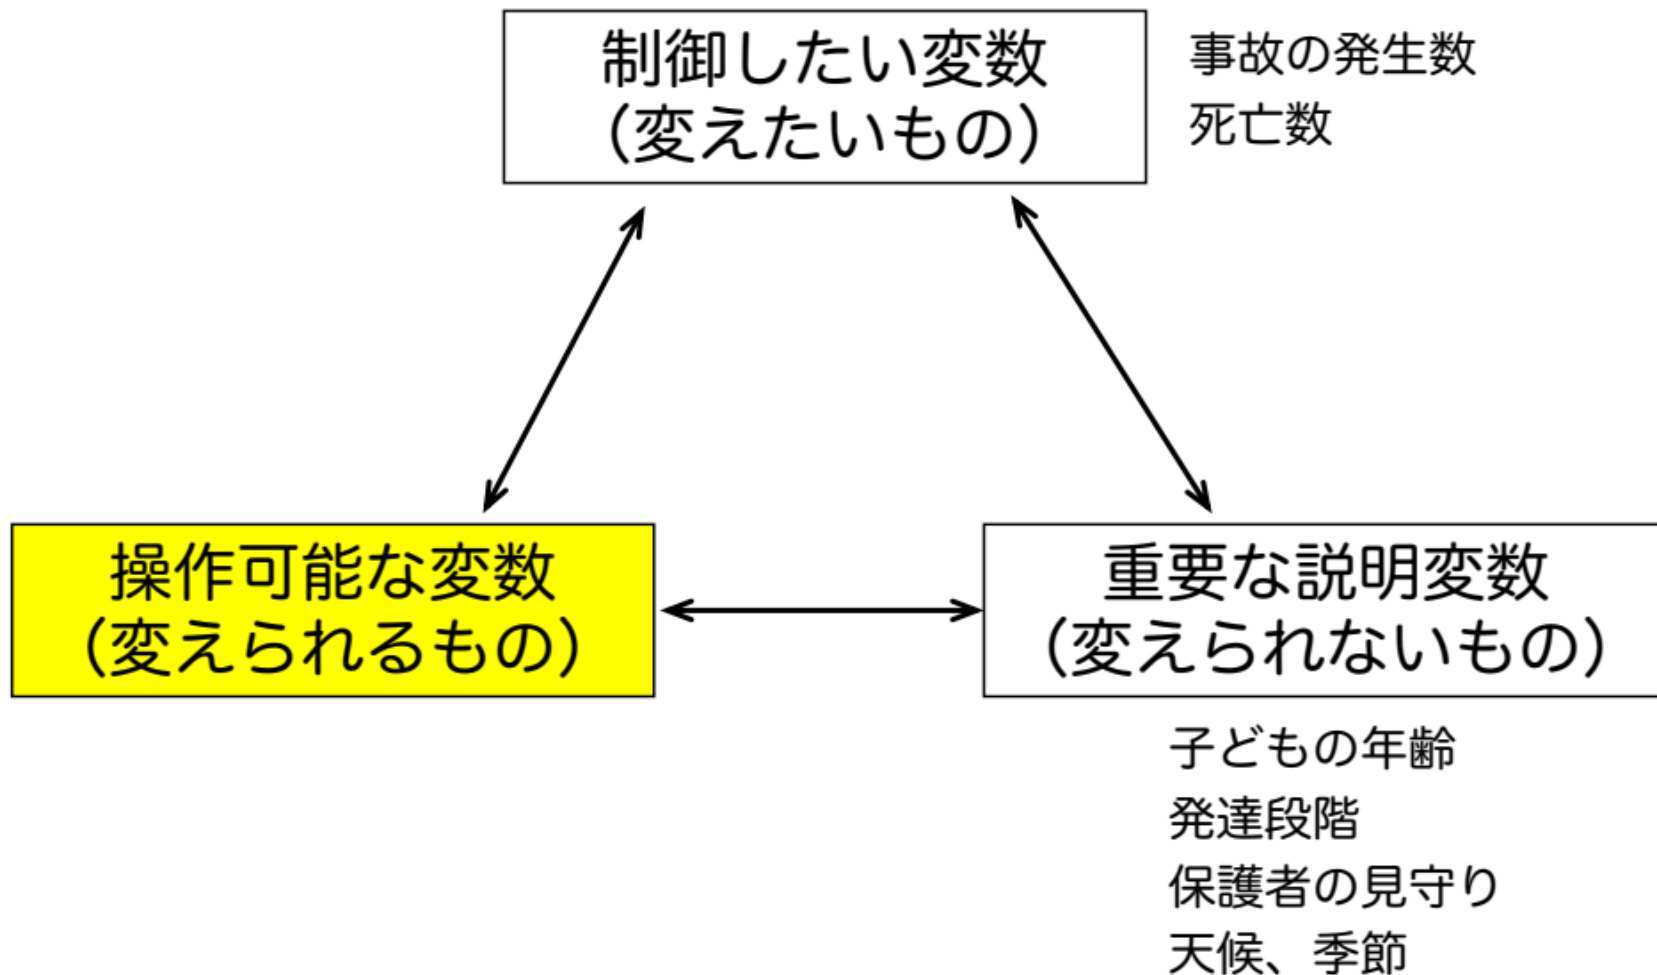 制御したい変数
（変えたいもの）
事故の発生数
死亡数
操作可能な変数
（変えられるもの）
重要な説明変数
（変えられないもの）
子どもの年齢
発達段階
保護者の見守り
天候、季節